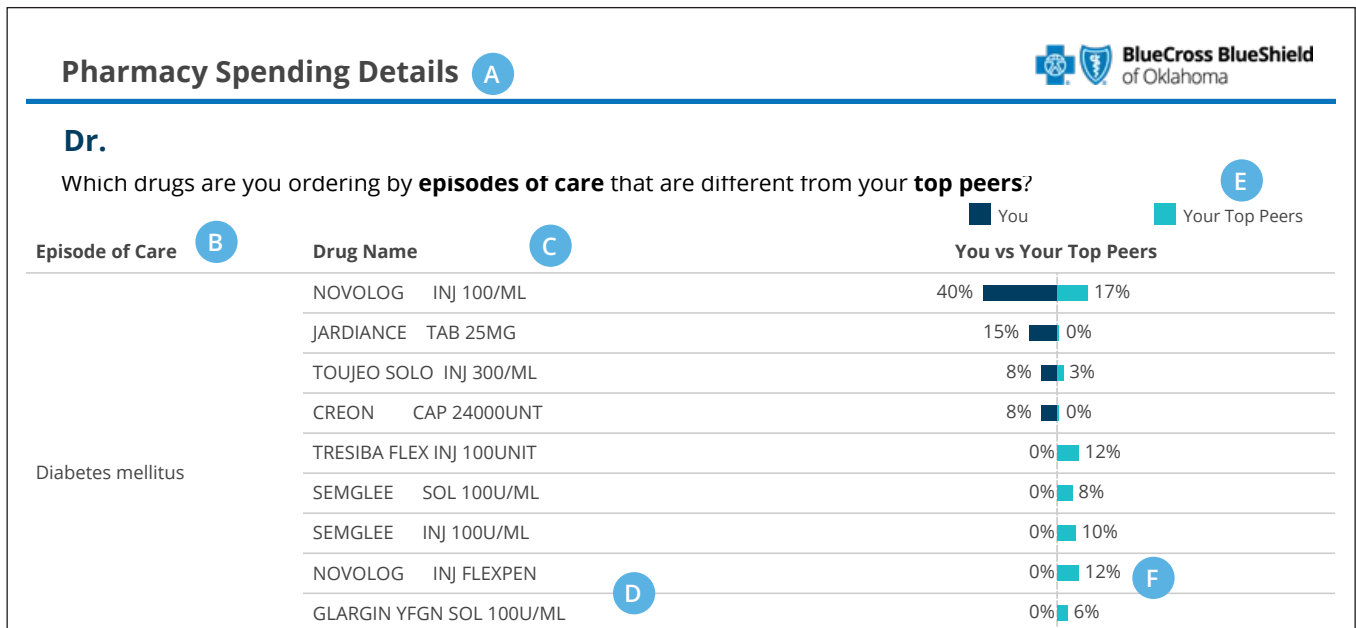 Pharmacy Spending Details A
BlueCross BlueShield
of Oklahoma
Dr.
Which drugs are you ordering by episodes of care that are different from your top peers?
E
You Your Top Peers
Episode of Care B Drug Name C You vs Your Top Peers
NOVOLOG INJ 100/ML 40% 17%
JARDIANCE TAB 25MG 15% 0%
TOUJEO SOLO INJ 300/ML 8% 3%
CREON CAP 24000UNT 8% 0%
TRESIBA FLEX INJ 100UNIT 0% 12%
Diabetes mellitus
SEMGLEE SOL 100U/ML 0% 8%
SEMGLEE INJ 100U/ML 0% 10%
NOVOLOG INJ FLEXPEN 0% 12% F
D
GLARGIN YFGN SOL 100U/ML 0% 6%